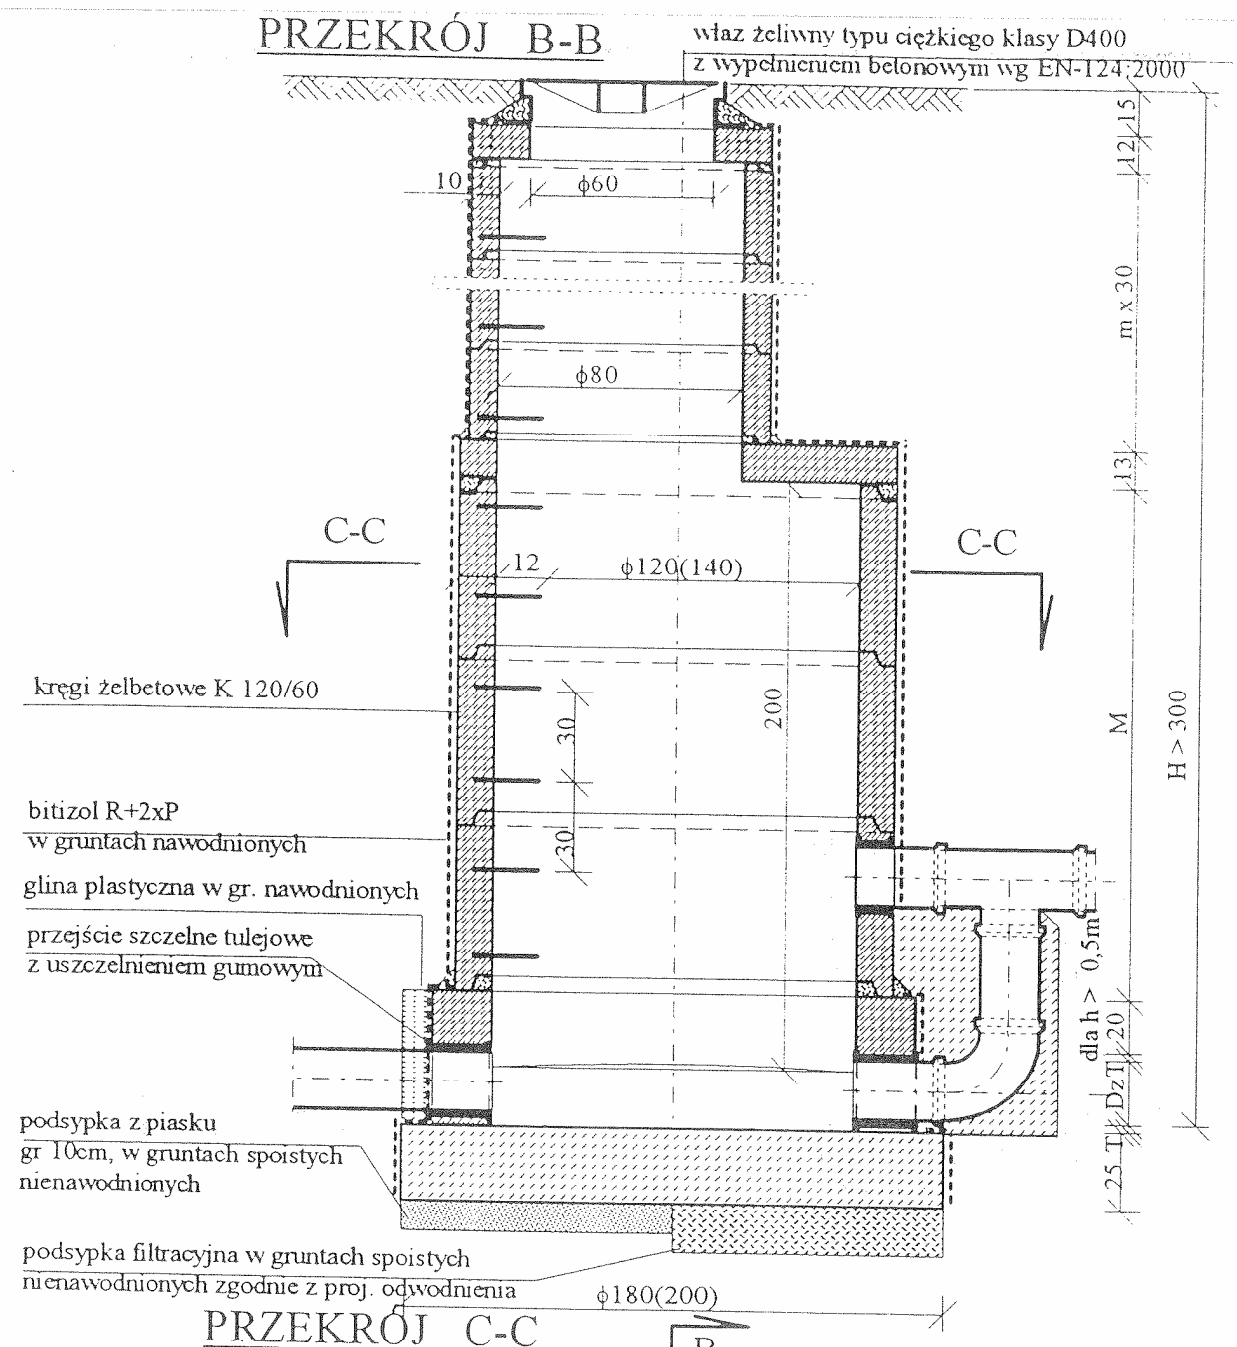 PRZEKRÓJ B-B
właz żeliwny typu ciężkiego klasy D400
z wypełnieniem betonowym wg EN-124:2000
15
12
10
ϕ60
m x 30
ϕ80
13
C-C
C-C
12
ϕ120(140)
kręgi żelbetowe K 120/60
30
200
M
H > 300
bitizol R+2xP
w gruntach nawodnionych
30
glina plastyczna w gr. nawodnionych
przejście szczelne tulejowe
z uszczelnieniem gumowym
dla h > 0,5m
20
T
Dz
T
25
podsypka z piasku
gr 10cm, w gruntach spoistych
nienawodnionych
podsypka filtracyjna w gruntach spoistych
nienawodnionych zgodnie z proj. odwodnienia
ϕ180(200)
PRZEKRÓJ C-C
B